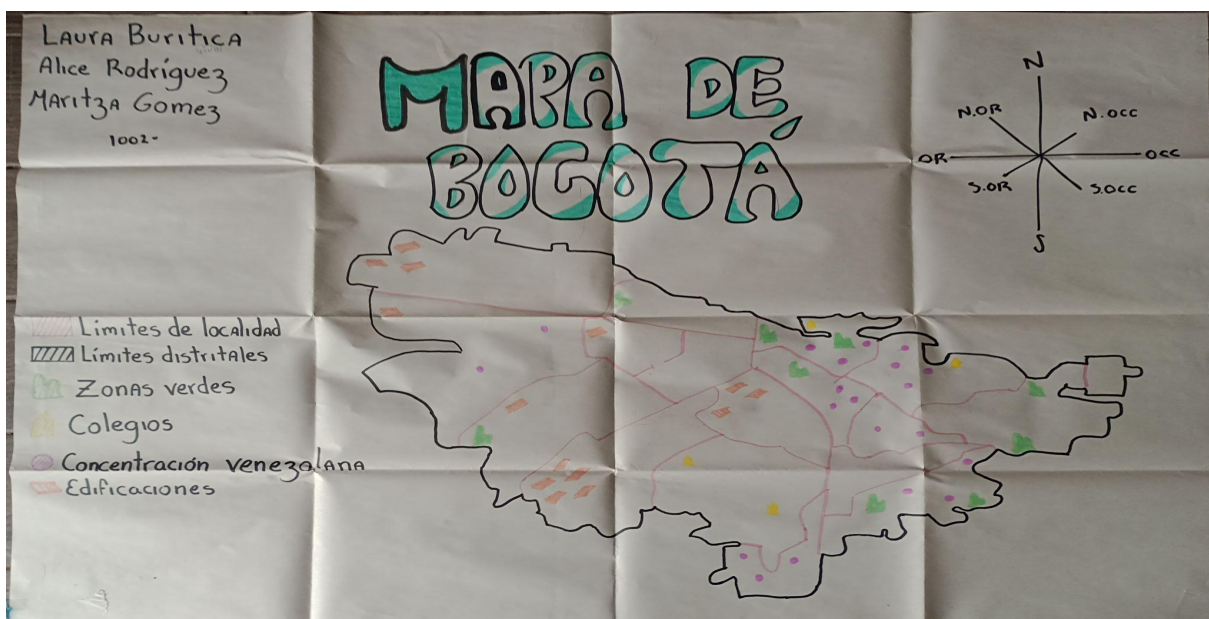 Laura Buritica
Alice Rodríguez
Maritza Gomez
1002-
MAPA DE
BOGOTÁ
N
N.OR
N.OCC
OR
OCC
S.OR
S.OCC
S
Límites de localidad
Límites distritales
Zonas verdes
Colegios
Concentración venezolana
Edificaciones